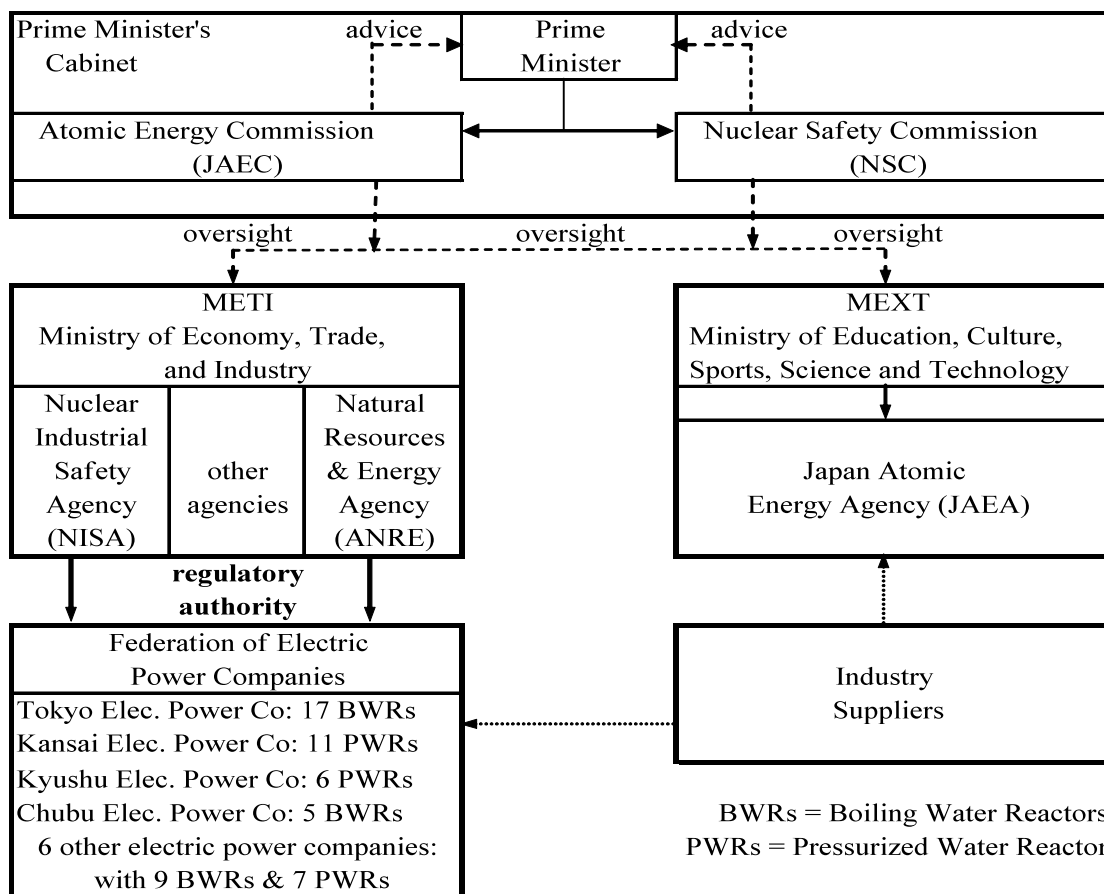 Prime Minister's
Cabinet
advice
Prime
Minister
advice
Atomic Energy Commission
(JAEC)
Nuclear Safety Commission
(NSC)
oversight
oversight
oversight
METI
Ministry of Economy, Trade,
and Industry
MEXT
Ministry of Education, Culture,
Sports, Science and Technology
Nuclear
Industrial
Safety
Agency
(NISA)
other
agencies
Natural
Resources
& Energy
Agency
(ANRE)
Japan Atomic
Energy Agency (JAEA)
regulatory
authority
Federation of Electric
Power Companies
Tokyo Elec. Power Co: 17 BWRs
Kansai Elec. Power Co: 11 PWRs
Kyushu Elec. Power Co: 6 PWRs
Chubu Elec. Power Co: 5 BWRs
6 other electric power companies:
with 9 BWRs & 7 PWRs
Industry
Suppliers
BWRs = Boiling Water Reactors
PWRs = Pressurized Water Reactor